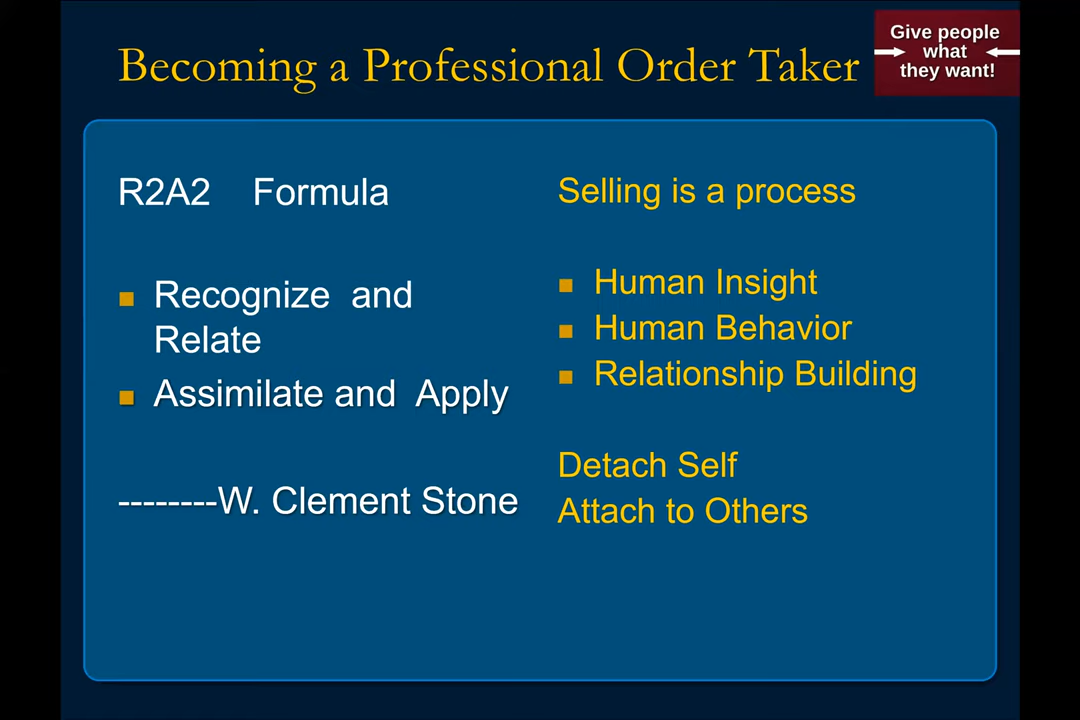 Becoming a Professional Order Taker
Give people
what
they want!
R2A2 Formula
Recognize and
Relate
Assimilate and Apply
--------W. Clement Stone
Selling is a process
Human Insight
Human Behavior
Relationship Building
Detach Self
Attach to Others